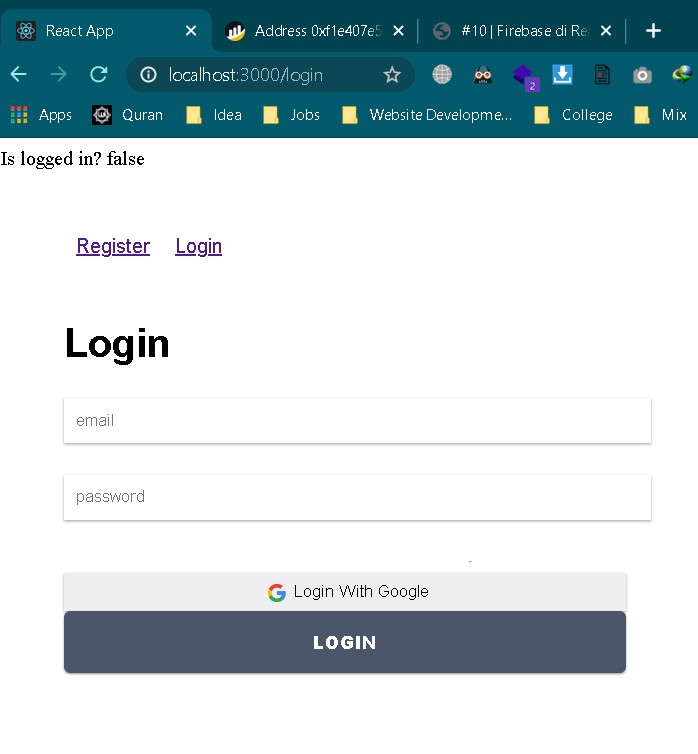 React App
Address 0xf1e407e5
#10 | Firebase di Re
localhost:3000/login
2
Apps Quran Idea Jobs Website Developme... College Mix
Is logged in? false
Register Login
Login
email
password
Login With Google
LOGIN